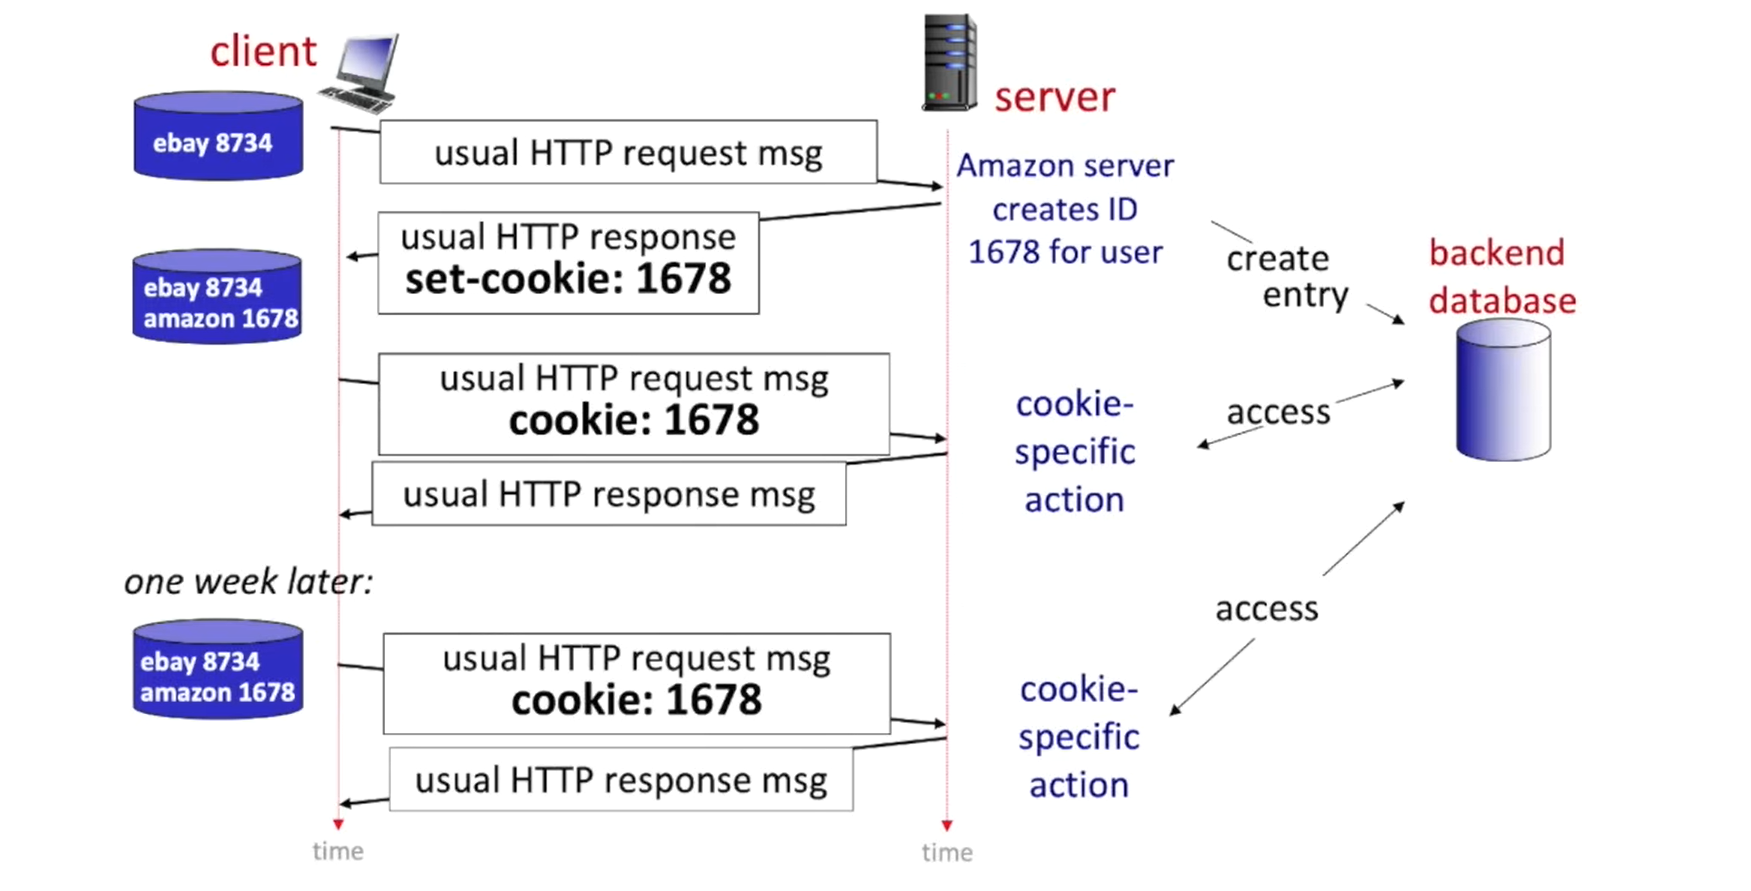 client
server
ebay 8734
usual HTTP request msg
Amazon server
creates ID
1678 for user
usual HTTP response
set-cookie: 1678
create
entry
backend
database
ebay 8734
amazon 1678
usual HTTP request msg
cookie: 1678
cookie-
specific
action
access
usual HTTP response msg
one week later:
ebay 8734
amazon 1678
usual HTTP request msg
cookie: 1678
cookie-
specific
action
access
usual HTTP response msg
time
time